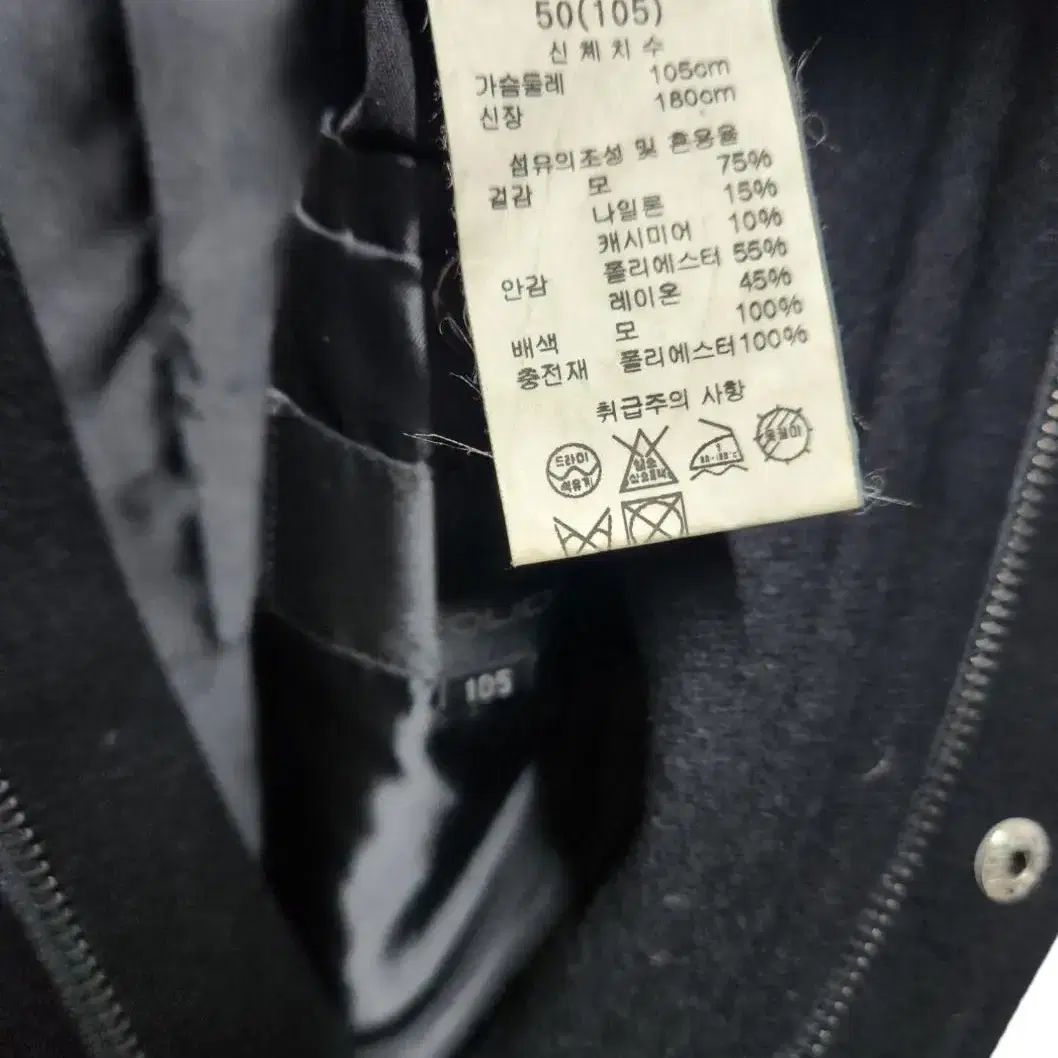 50(105)
신체치수
가슴둘레 105cm
신장 180cm
섬유의조성 및 혼용율
겉감 모 75%
나일론 15%
캐시미어 10%
안감 폴리에스터 55%
레이온 45%
배색 모 100%
충전재 폴리에스터 100%
취급주의 사항
드라이
석유계
염소
105